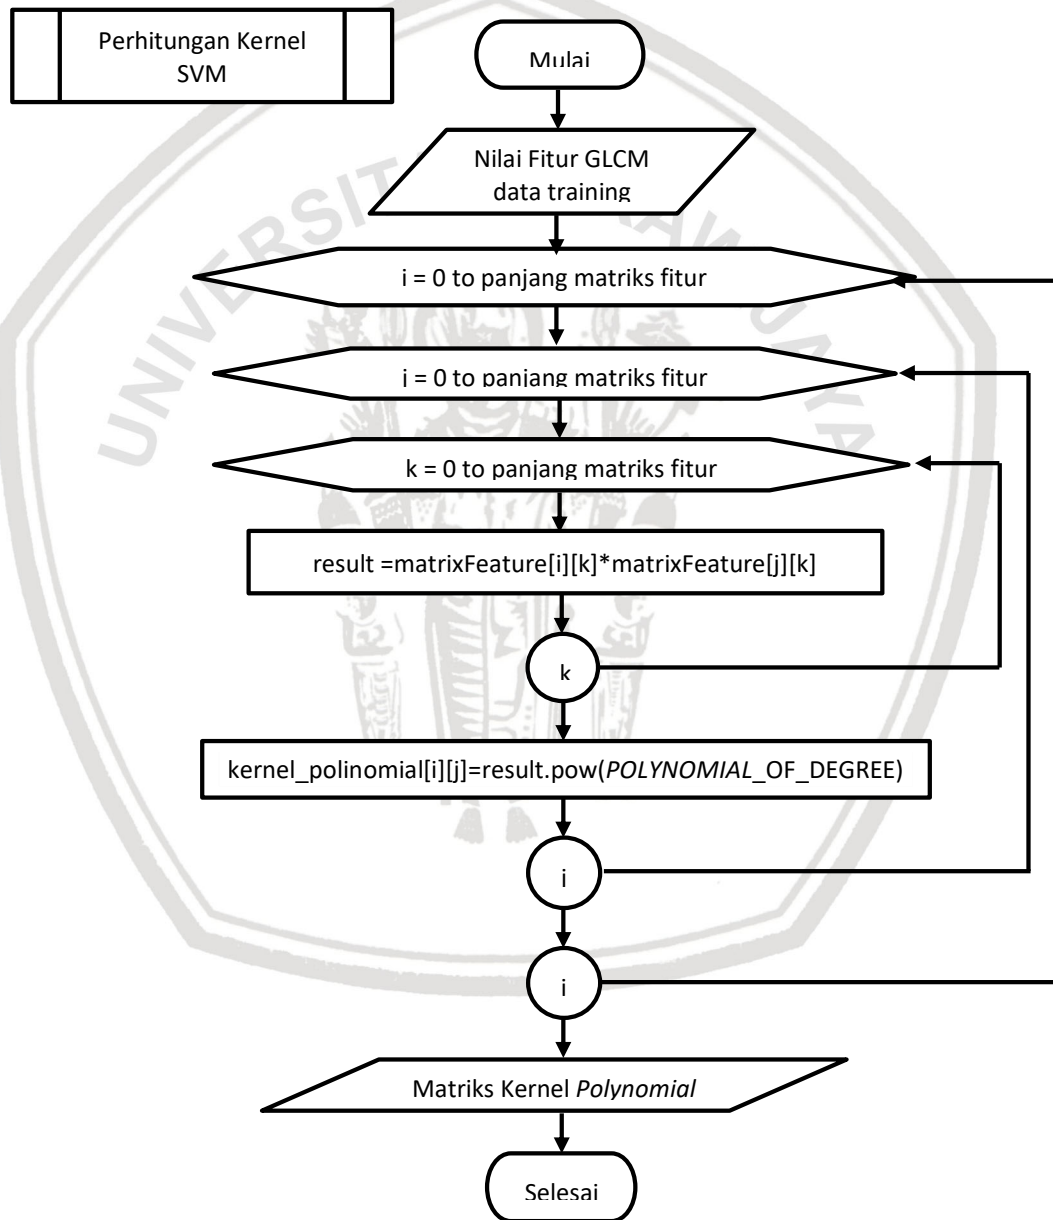 Perhitungan Kernel
SVM
Mulai
Nilai Fitur GLCM
data training
i = 0 to panjang matriks fitur
j = 0 to panjang matriks fitur
k = 0 to panjang matriks fitur
result =matrixFeature[i][k]*matrixFeature[j][k]
k
kernel_polinomial[i][j]=result.pow(POLYNOMIAL_OF_DEGREE)
j
i
Matriks Kernel Polynomial
Selesai